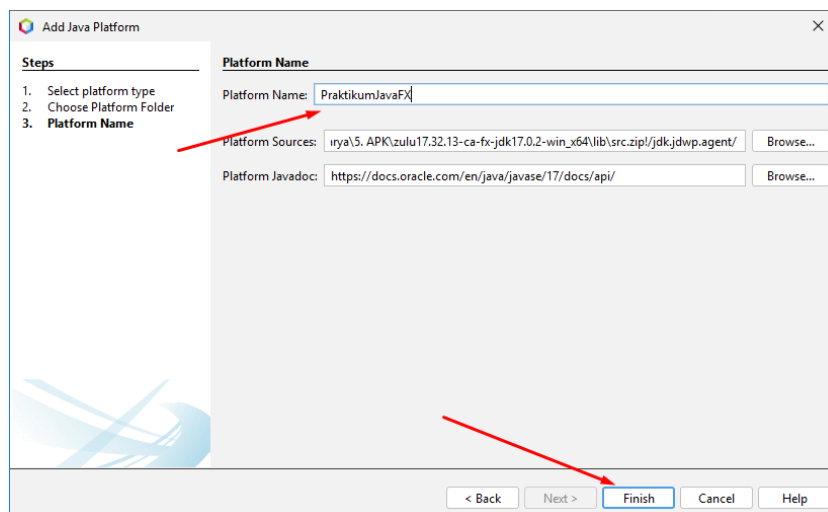 Add Java Platform
Steps
1. Select platform type
2. Choose Platform Folder
3. Platform Name
Platform Name
Platform Name: PraktikumJavaFX
Platform Sources: ırya\5. APK\zulu17.32.13-ca-fx-jdk17.0.2-win_x64\lib\src.zip!/jdk.jdwp.agent/ Browse...
Platform Javadoc: https://docs.oracle.com/en/java/javase/17/docs/api/ Browse...
< Back Next > Finish Cancel Help